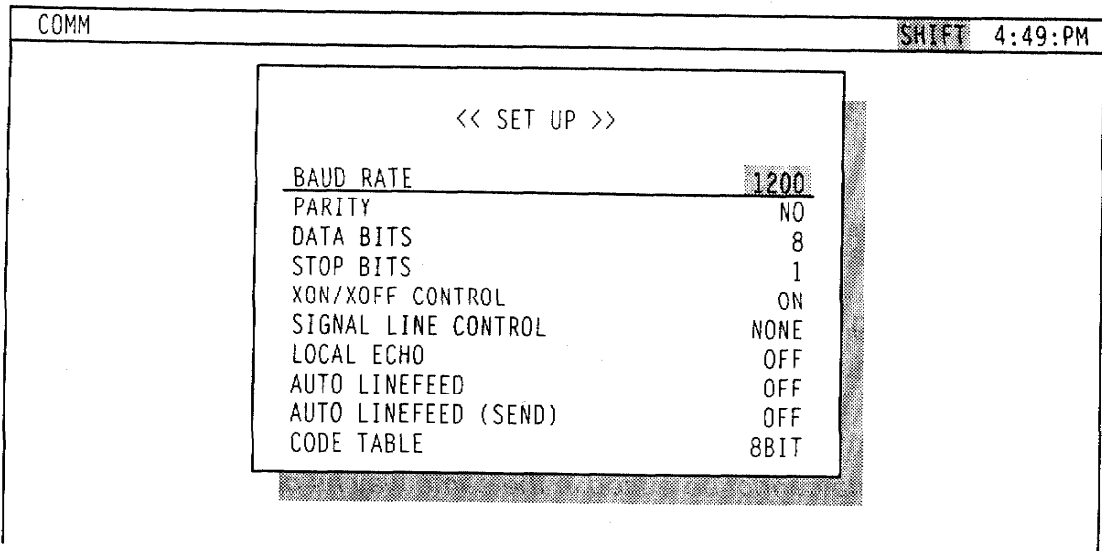 COMM SHIFT 4:49:PM
<< SET UP >>
BAUD RATE 1200
PARITY NO
DATA BITS 8
STOP BITS 1
XON/XOFF CONTROL ON
SIGNAL LINE CONTROL NONE
LOCAL ECHO OFF
AUTO LINEFEED OFF
AUTO LINEFEED (SEND) OFF
CODE TABLE 8BIT